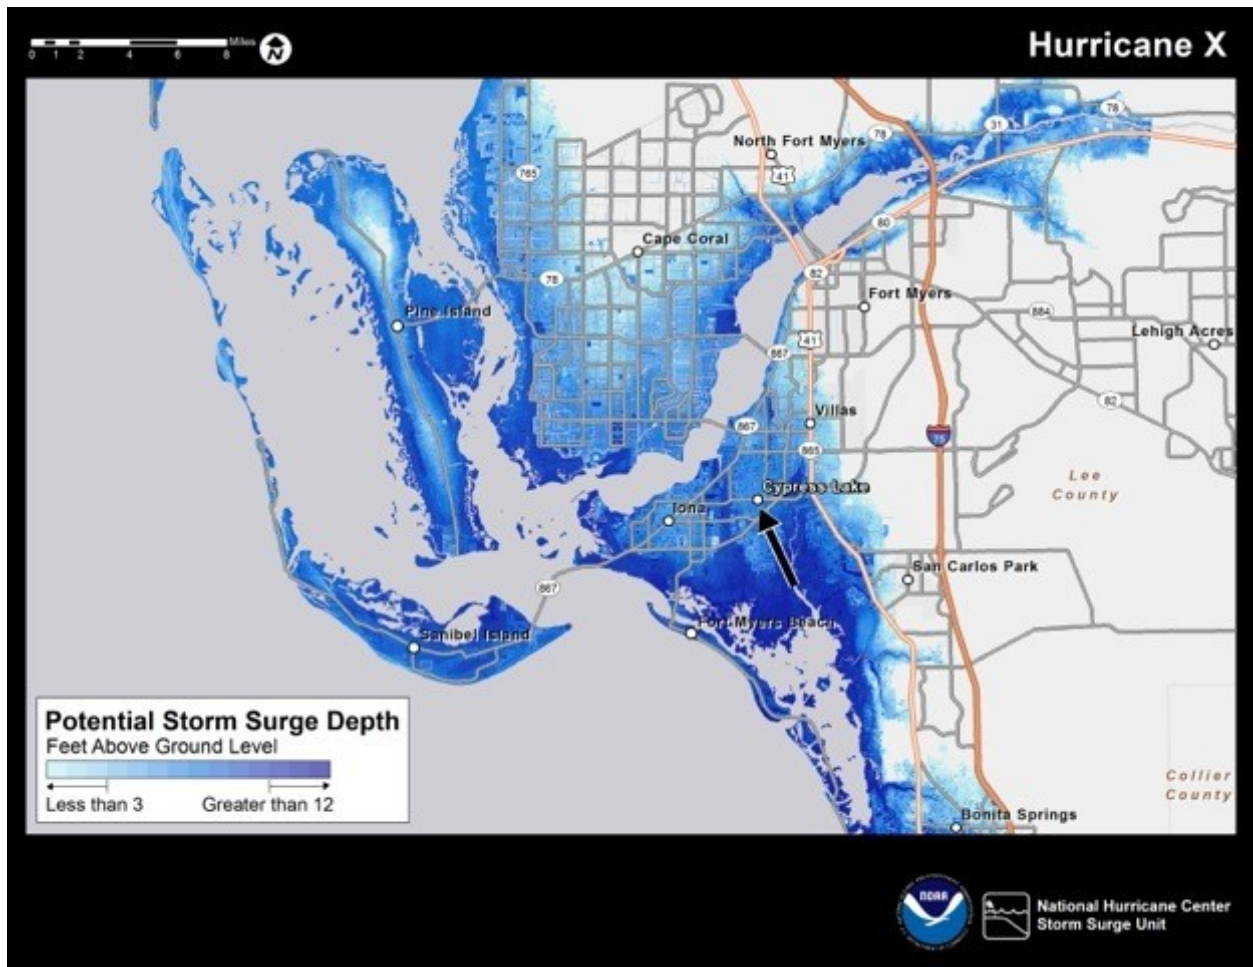 Miles
0 1 2 4 6 8
N
Hurricane X
78
31
78
North Fort Myers
41
765
80
Cape Coral
82
78
Fort Myers
884
Pine Island
Lehigh Acres
41
867
82
Villas
867
75
865
Lee
County
Cypress Lake
Iona
San Carlos Park
867
Fort Myers Beach
Sanibel Island
Potential Storm Surge Depth
Feet Above Ground Level
Less than 3
Greater than 12
Collier
County
Bonita Springs
NOAA
National Hurricane Center
Storm Surge Unit